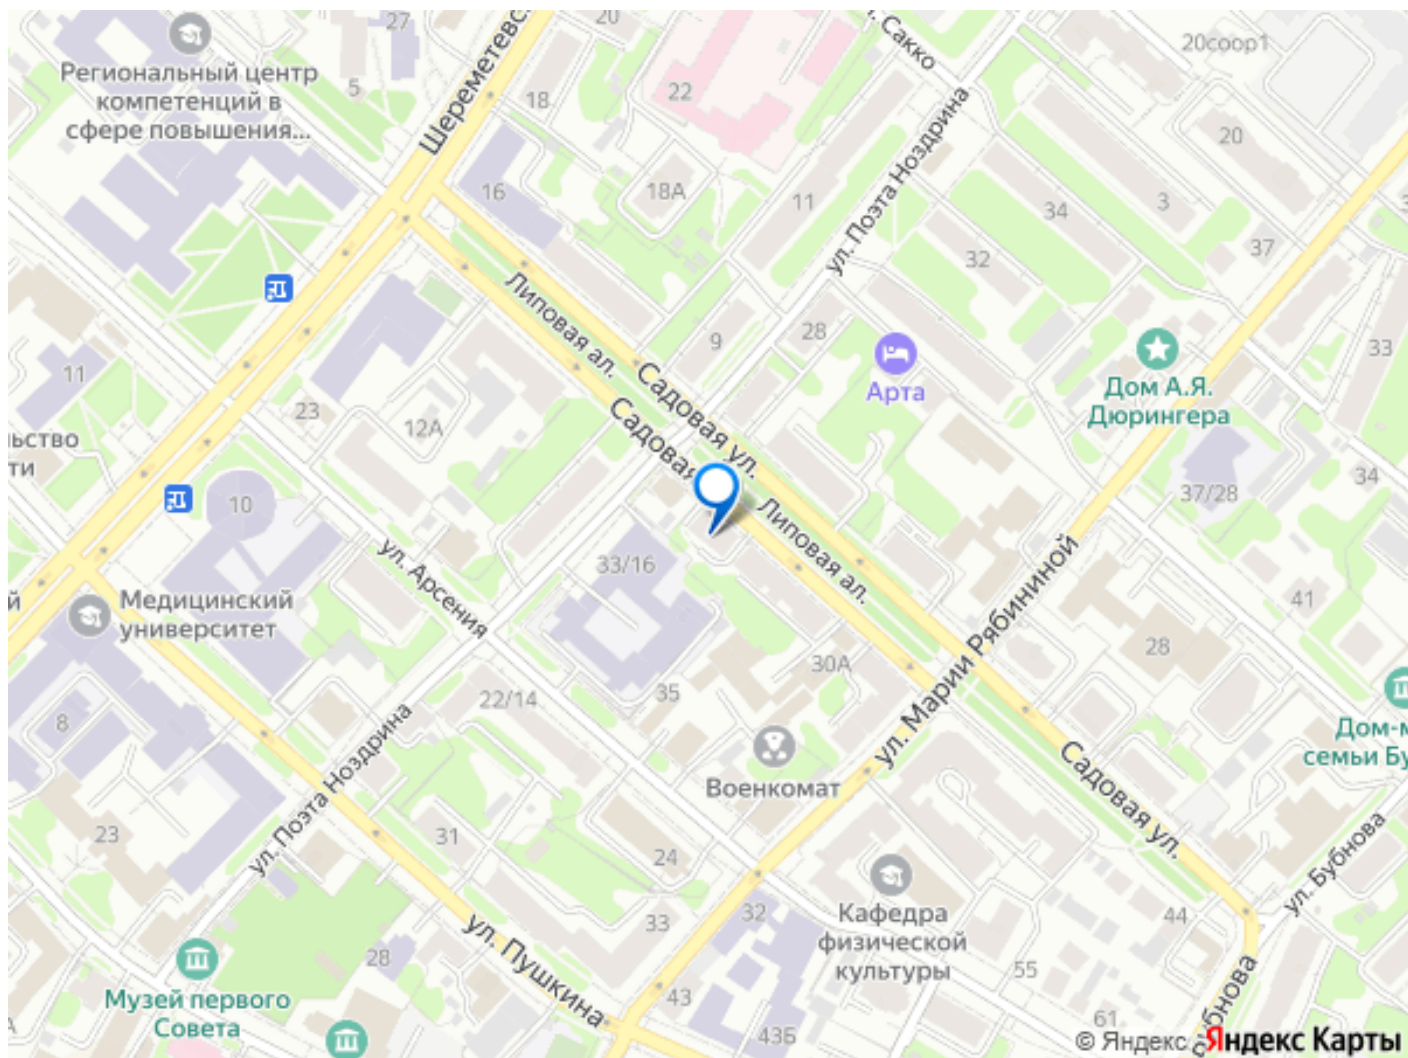 27
20
л. Сакко
20соор1
Региональный центр
компетенций в
сфере повышения...
5
18
22
Шереметевс
20
ул. Поэта Ноздрина
16
18А
11
34
3
37
32
Липовая ал.
9
28
Арта
33
Дом А.Я.
Дюрингера
11
23
12А
Садовая ул.
Садовая
льство
ти
34
37/28
10
Липовая ал.
33/16
ул. Арсения
41
ий
Медицинский
университет
ул. Марии Рябининой
28
30А
35
22/14
8
ул. Поэта Ноздрина
Дом-м
семьи Бу
Военкомат
Садовая ул.
23
31
24
ул. Бубнова
Кафедра
физической
культуры
32
33
44
ул. Пушкина
28
55
Музей первого
Совета
43
43Б
61
Бубнова
© Яндекс
Яндекс Карты